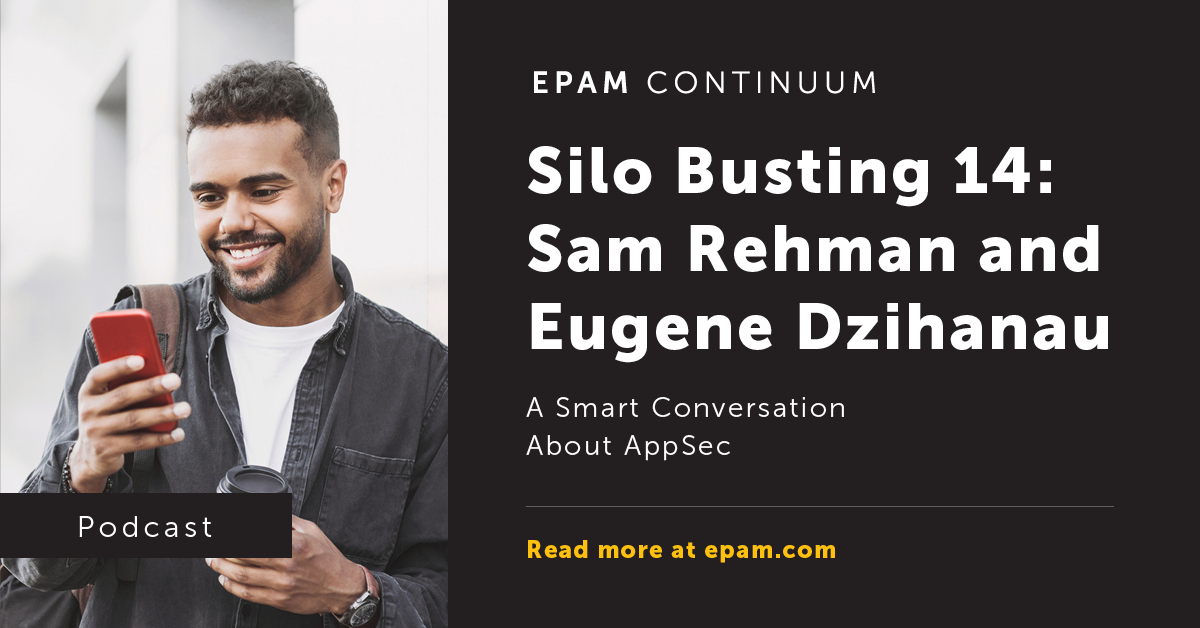 EPAM CONTINUUM
Silo Busting 14:
Sam Rehman and
Eugene Dzihanau
A Smart Conversation
About AppSec
Read more at epam.com
Podcast